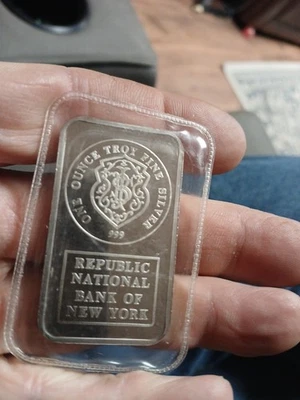 ONE OUNCE TROY FINE SILVER
999
REPUBLIC
NATIONAL
BANK OF
NEW YORK